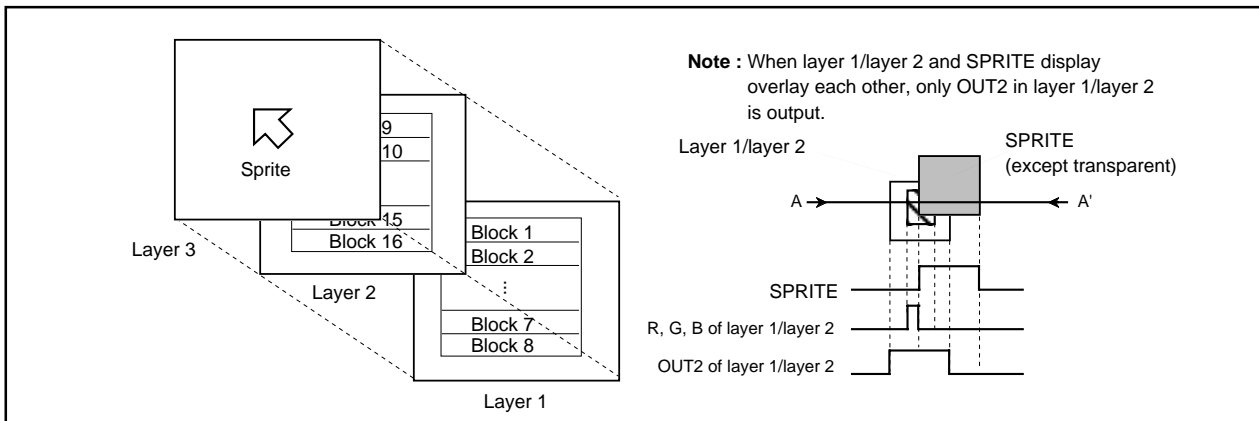 Sprite
9
10
Block 15
Block 16
Block 1
Block 2
⋮
Block 7
Block 8
Layer 3
Layer 2
Layer 1
Note : When layer 1/layer 2 and SPRITE display
overlay each other, only OUT2 in layer 1/layer 2
is output.
Layer 1/layer 2
SPRITE
(except transparent)
A
A'
SPRITE
R, G, B of layer 1/layer 2
OUT2 of layer 1/layer 2